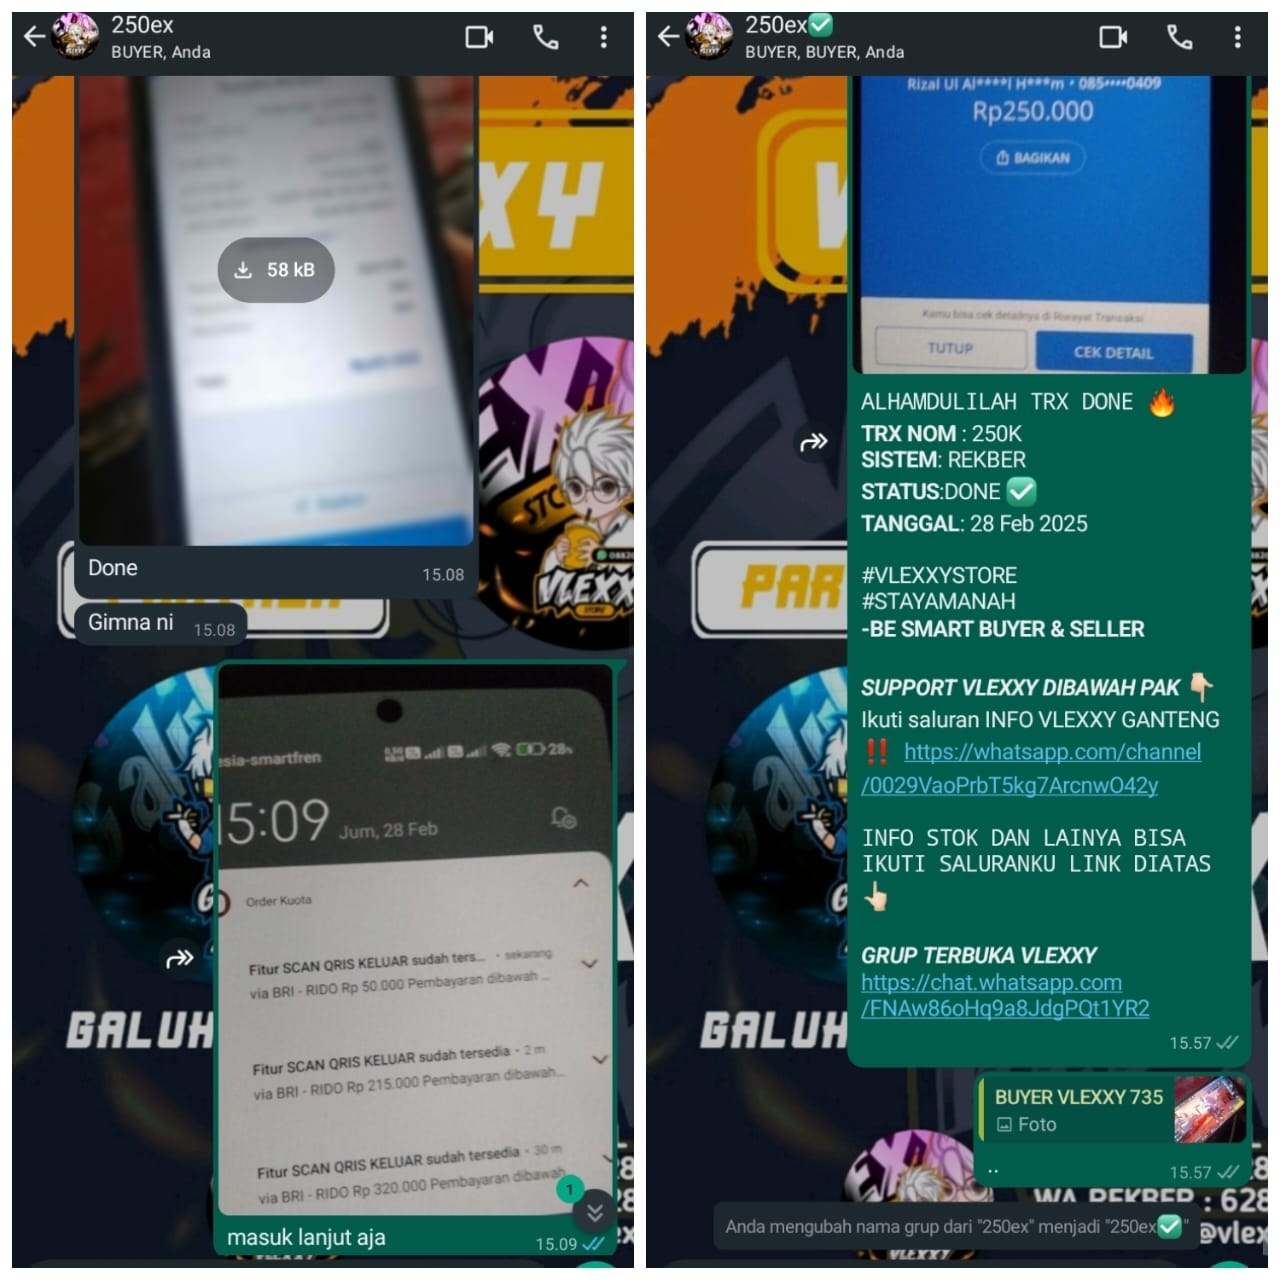 250ex
BUYER, Anda
XY
58 kB
Done
15.08
Gimna ni 15.08
VLEXXY
STORE
esia-smartfren
28%
15:09 Jum, 28 Feb
Order Kuota
Fitur SCAN QRIS KELUAR sudah ters... • sekarang
via BRI - RIDO Rp 50.000 Pembayaran dibawah ...
Fitur SCAN QRIS KELUAR sudah tersedia • 2 m
via BRI - RIDO Rp 215.000 Pembayaran dibawah...
Fitur SCAN QRIS KELUAR sudah tersedia • 30 m
via BRI - RIDO Rp 320.000 Pembayaran dibawah
GALUH
1
masuk lanjut aja
15.09
250ex✅
BUYER, BUYER, Anda
Rizal Ul Al****l H***m • 085••••0409
Rp250.000
BAGIKAN
Kamu bisa cek detailnya di Riwayat Transaksi
TUTUP
CEK DETAIL
ALHAMDULILAH TRX DONE 🔥
TRX NOM : 250K
SISTEM: REKBER
STATUS:DONE ✅
TANGGAL: 28 Feb 2025
PAR
#VLEXXYSTORE
#STAYAMANAH
-BE SMART BUYER & SELLER
SUPPORT VLEXXY DIBAWAH PAK 👇🏻
Ikuti saluran INFO VLEXXY GANTENG
‼️ https://whatsapp.com/channel
/0029VaoPrbT5kg7ArcnwO42y
INFO STOK DAN LAINYA BISA
IKUTI SALURANKU LINK DIATAS
👆🏻
GRUP TERBUKA VLEXXY
https://chat.whatsapp.com
/FNAw86oHq9a8JdgPQt1YR2
GALUH
15.57
BUYER VLEXXY 735
Foto
..
15.57
WA REKBER : 628
Anda mengubah nama grup dari "250ex" menjadi "250ex✅"
@vlex
VLEXXY